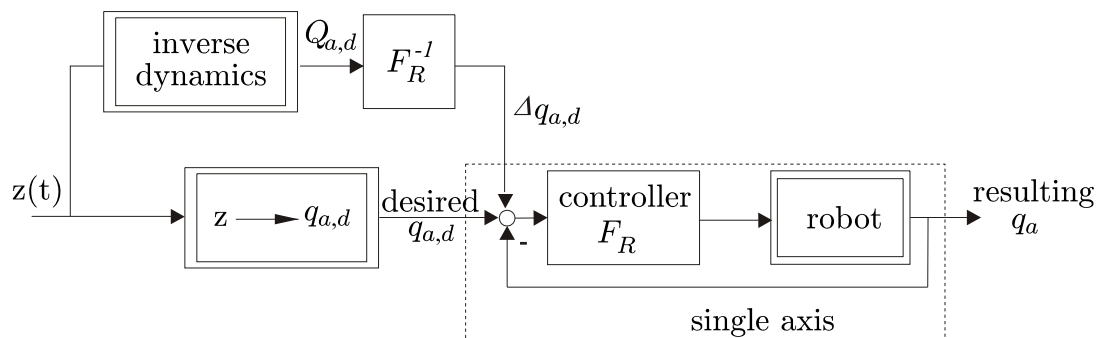 inverse
dynamics
Q_{a,d}
F_R^{-1}
Δq_{a,d}
z(t)
z → q_{a,d}
desired
q_{a,d}
-
controller
F_R
robot
resulting
q_a
single axis